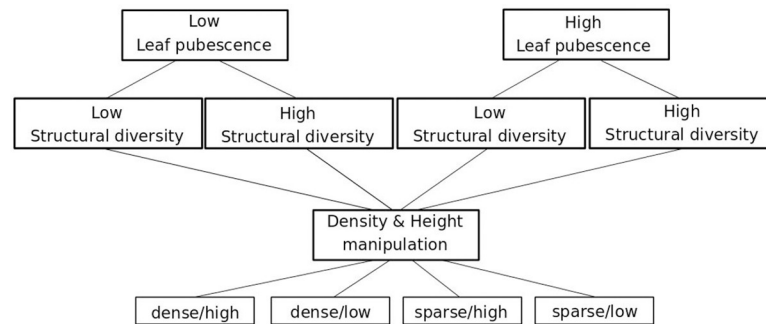 Low
Leaf pubescence
High
Leaf pubescence
Low
Structural diversity
High
Structural diversity
Low
Structural diversity
High
Structural diversity
Density & Height
manipulation
dense/high
dense/low
sparse/high
sparse/low